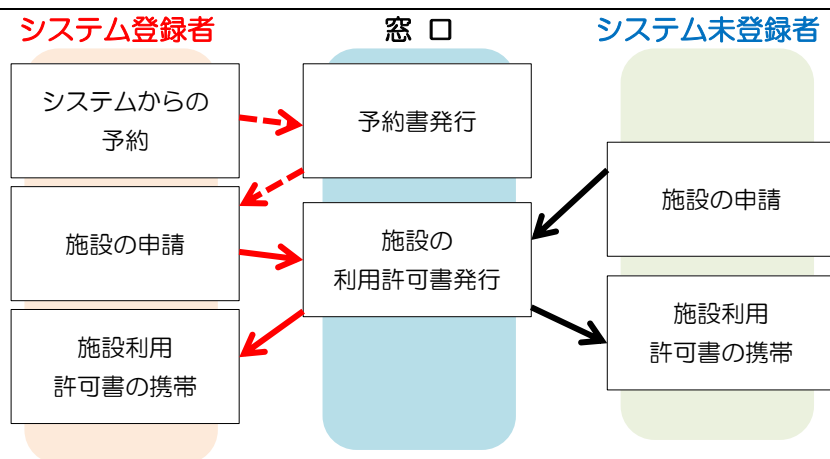 システム登録者
窓 口
システム未登録者
システムからの
予約
予約書発行
施設の申請
施設の申請
施設の
利用許可書発行
施設利用
許可書の携帯
施設利用
許可書の携帯